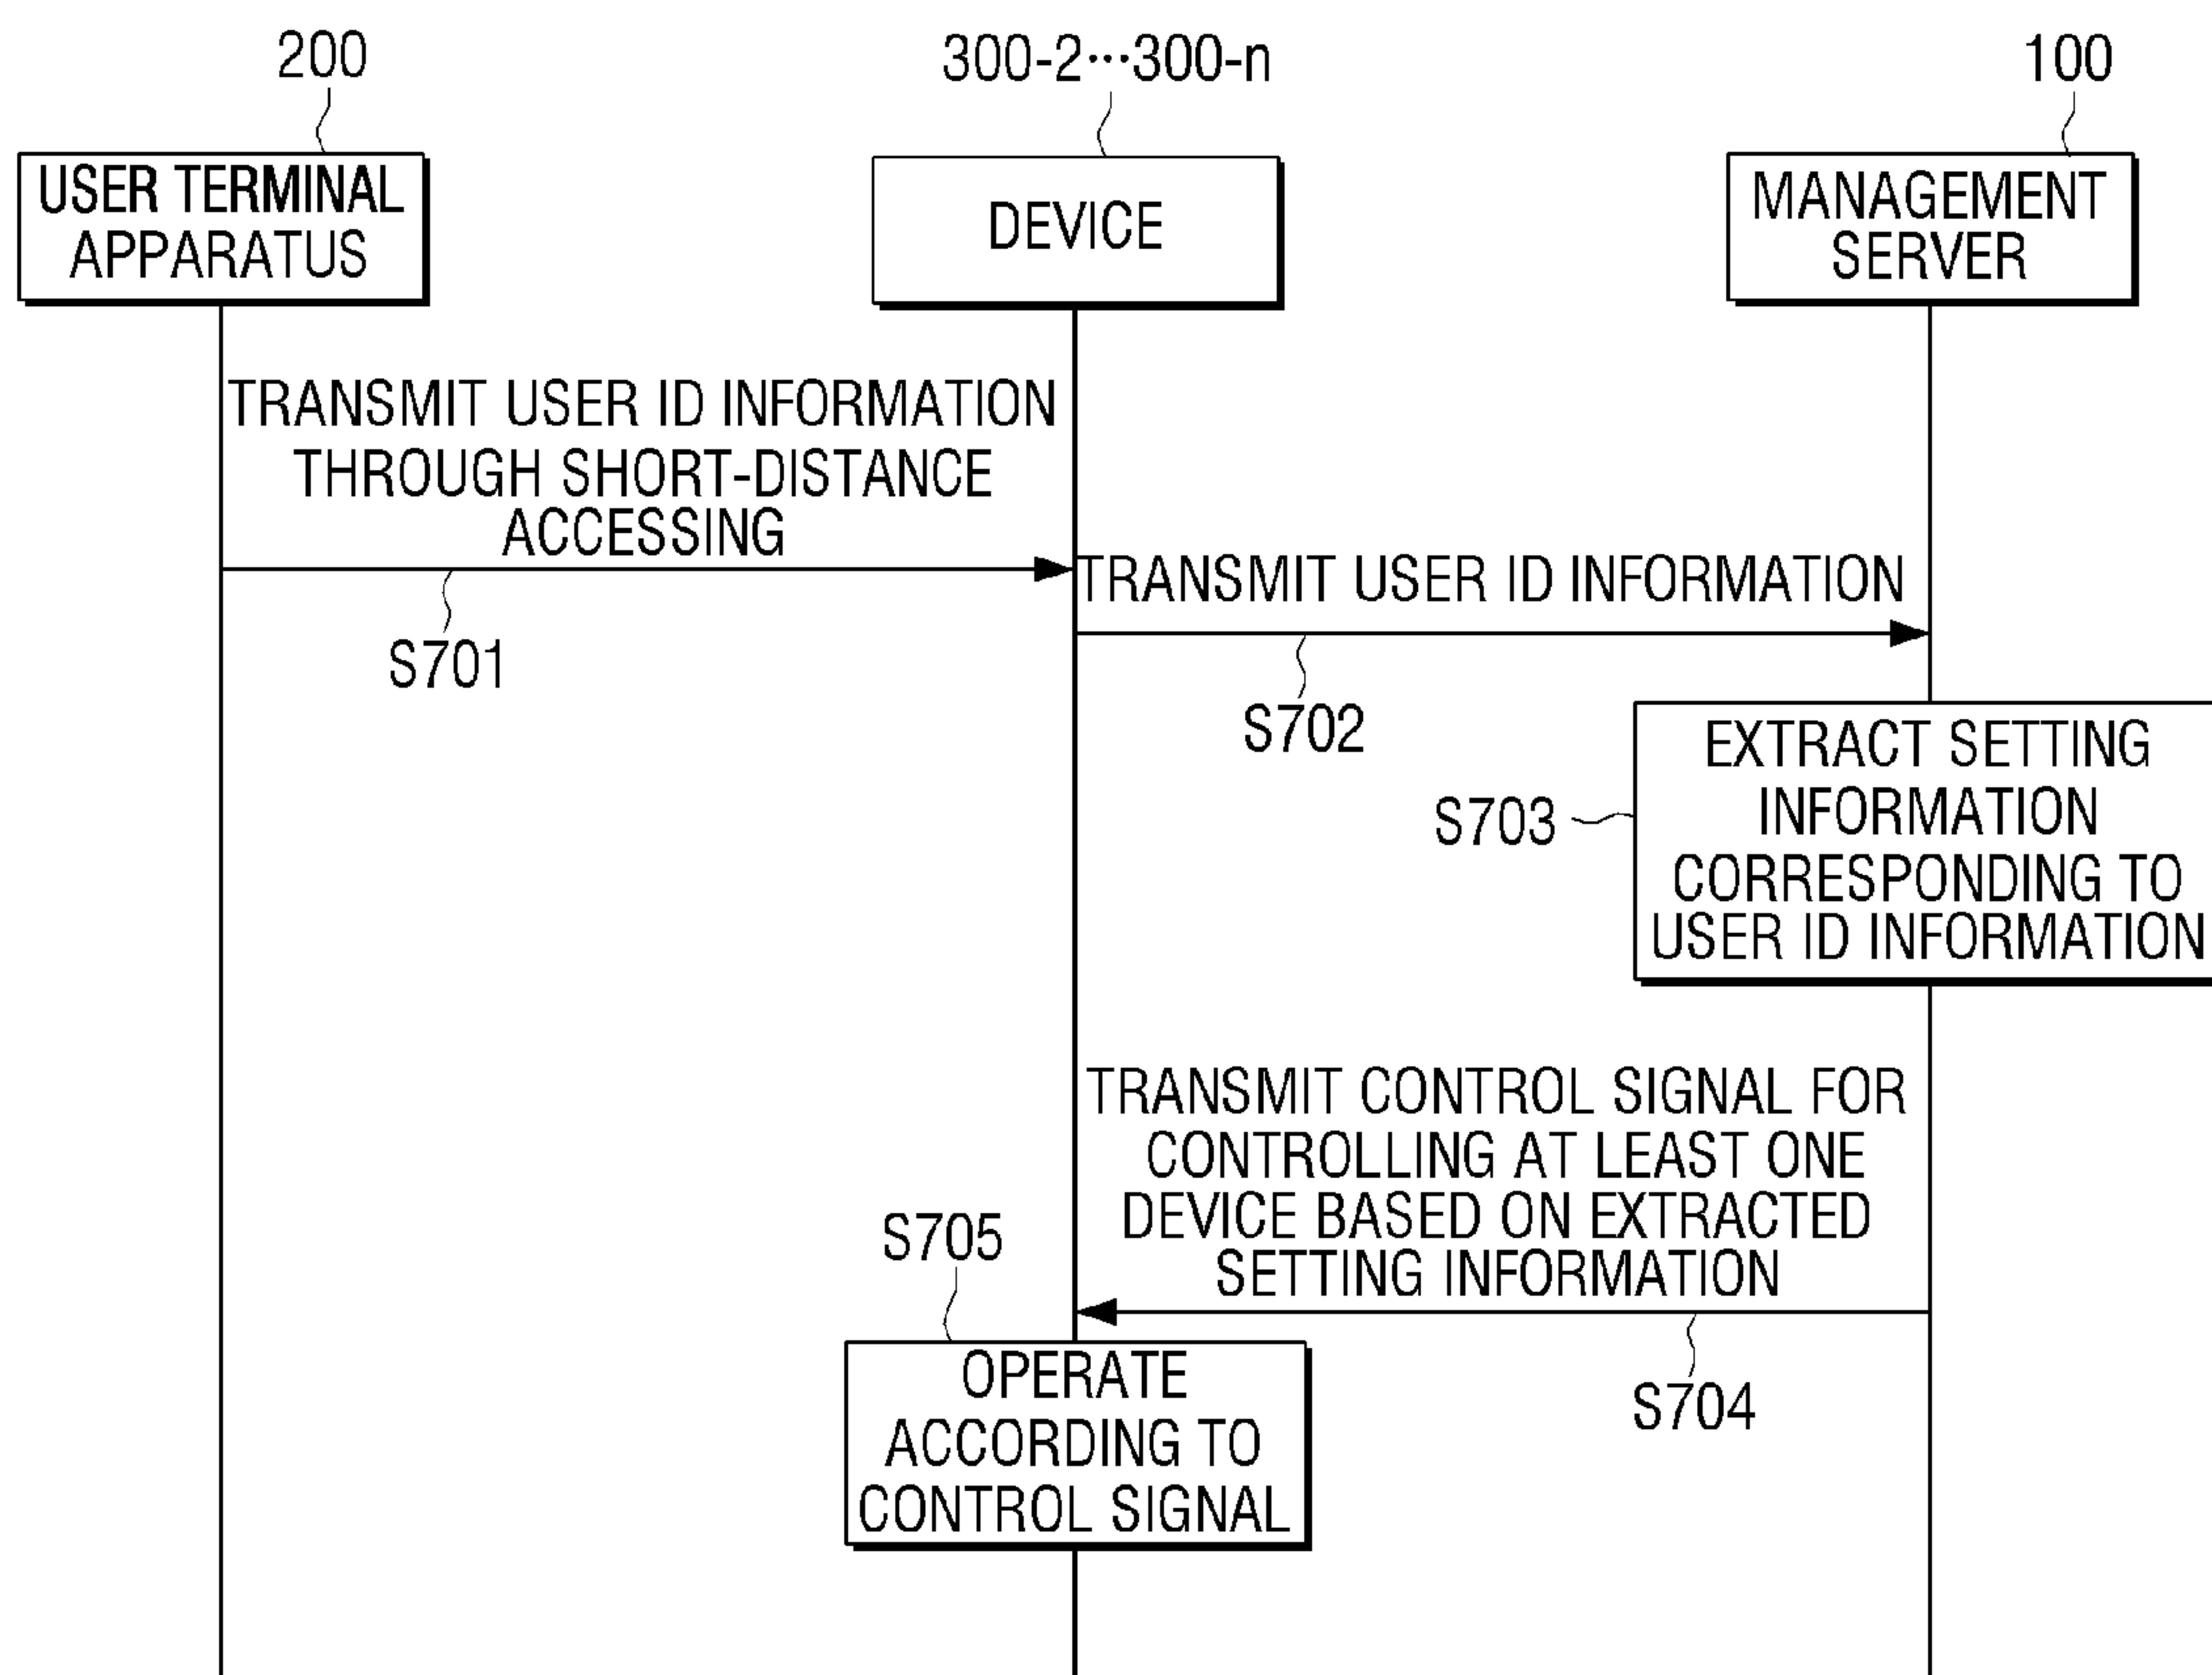 200
300-2···300-n
100
USER TERMINAL
APPARATUS
DEVICE
MANAGEMENT
SERVER
TRANSMIT USER ID INFORMATION
THROUGH SHORT-DISTANCE
ACCESSING
S701
TRANSMIT USER ID INFORMATION
S702
S703
EXTRACT SETTING
INFORMATION
CORRESPONDING TO
USER ID INFORMATION
TRANSMIT CONTROL SIGNAL FOR
CONTROLLING AT LEAST ONE
DEVICE BASED ON EXTRACTED
SETTING INFORMATION
S704
S705
OPERATE
ACCORDING TO
CONTROL SIGNAL